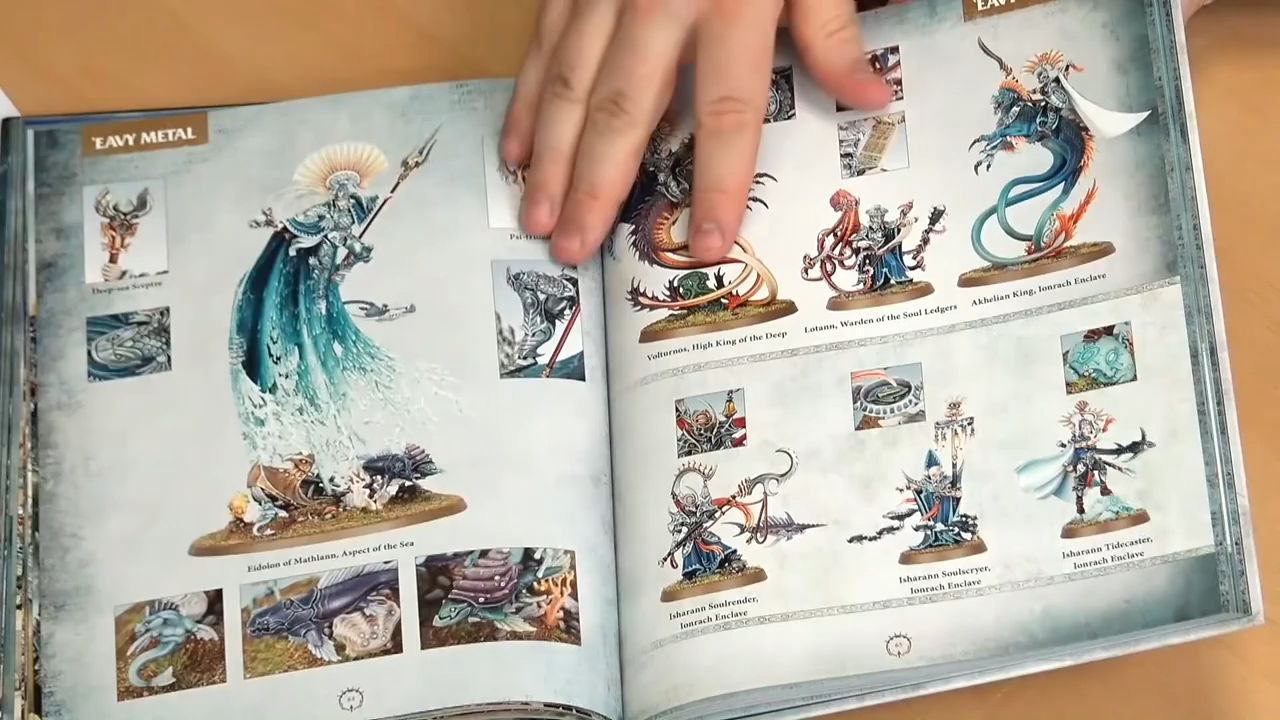 'EAVY METAL
Deep-sea Sceptre
Eidolon of Mathlann, Aspect of the Sea
Volturnos, High King of the Deep
Lotann, Warden of the Soul Ledgers
Akhelian King, Ionrach Enclave
Isharann Soulrender,
Ionrach Enclave
Isharann Soulscryer,
Ionrach Enclave
Isharann Tidecaster,
Ionrach Enclave